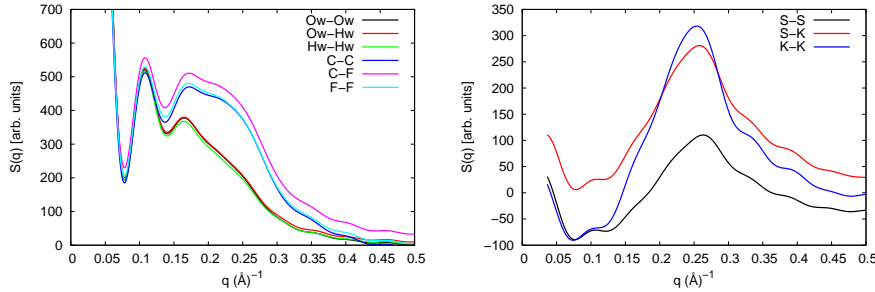 S(q) [arb. units]
700
600
500
400
300
200
100
0
Ow−Ow
Ow−Hw
Hw−Hw
C−C
C−F
F−F
0 0.05 0.1 0.15 0.2 0.25 0.3 0.35 0.4 0.45 0.5
q (Å)⁻¹
S(q) [arb. units]
350
300
250
200
150
100
50
0
−50
−100
S−S
S−K
K−K
0 0.05 0.1 0.15 0.2 0.25 0.3 0.35 0.4 0.45 0.5
q (Å)⁻¹